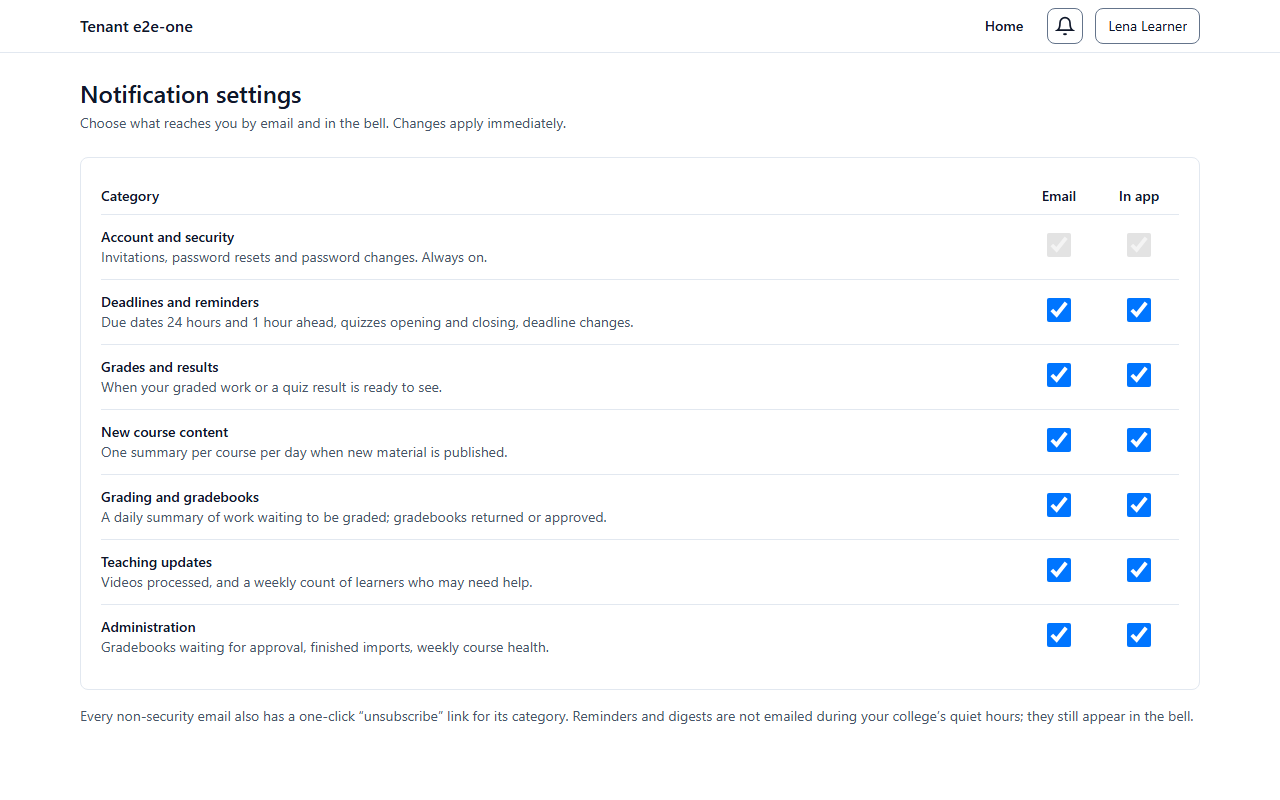 Tenant e2e-one
Home
Lena Learner
Notification settings
Choose what reaches you by email and in the bell. Changes apply immediately.
Category Email In app
Account and security
Invitations, password resets and password changes. Always on.
Deadlines and reminders
Due dates 24 hours and 1 hour ahead, quizzes opening and closing, deadline changes.
Grades and results
When your graded work or a quiz result is ready to see.
New course content
One summary per course per day when new material is published.
Grading and gradebooks
A daily summary of work waiting to be graded; gradebooks returned or approved.
Teaching updates
Videos processed, and a weekly count of learners who may need help.
Administration
Gradebooks waiting for approval, finished imports, weekly course health.
Every non-security email also has a one-click “unsubscribe” link for its category. Reminders and digests are not emailed during your college’s quiet hours; they still appear in the bell.